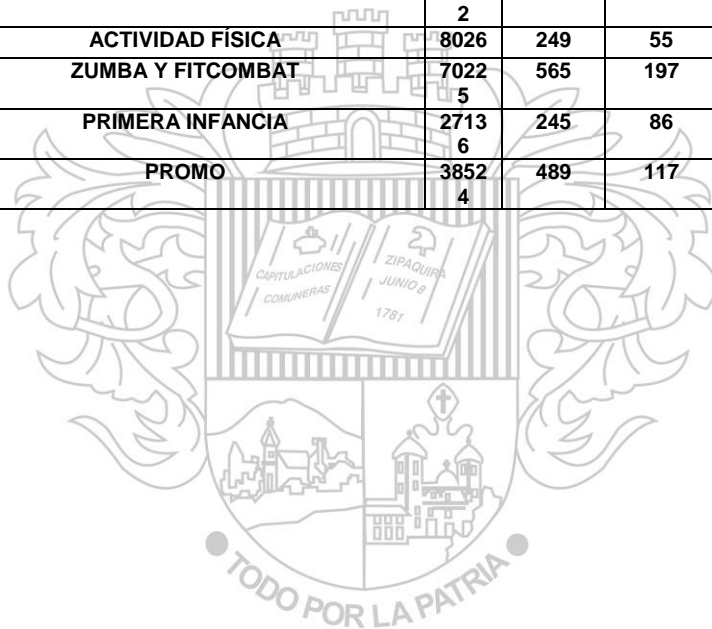 2
ACTIVIDAD FÍSICA 8026 249 55
ZUMBA Y FITCOMBAT 7022 565 197
5
PRIMERA INFANCIA 2713 245 86
6
PROMO 3852 489 117
4
CAPITULACIONES
COMUNERAS
ZIPAQUIRA
JUNIO 8
1781
TODO POR LA PATRIA